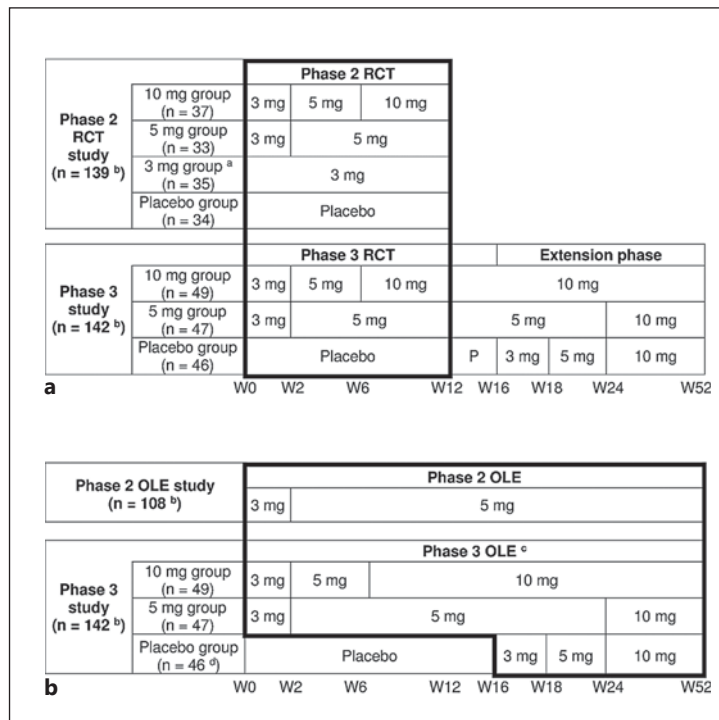 Phase 2 RCT
Phase 2
RCT
study
(n = 139 b)
10 mg group
(n = 37)
3 mg 5 mg 10 mg
5 mg group
(n = 33)
3 mg 5 mg
3 mg group a
(n = 35)
3 mg
Placebo group
(n = 34)
Placebo
Phase 3 RCT Extension phase
Phase 3
study
(n = 142 b)
10 mg group
(n = 49)
3 mg 5 mg 10 mg 10 mg
5 mg group
(n = 47)
3 mg 5 mg 5 mg 10 mg
Placebo group
(n = 46)
Placebo P 3 mg 5 mg 10 mg
a
W0 W2 W6 W12 W16 W18 W24 W52
Phase 2 OLE study
(n = 108 b)
Phase 2 OLE
3 mg 5 mg
Phase 3 OLE c
Phase 3
study
(n = 142 b)
10 mg group
(n = 49)
3 mg 5 mg 10 mg
5 mg group
(n = 47)
3 mg 5 mg 10 mg
Placebo group
(n = 46 d)
Placebo 3 mg 5 mg 10 mg
b
W0 W2 W6 W12 W16 W18 W24 W52